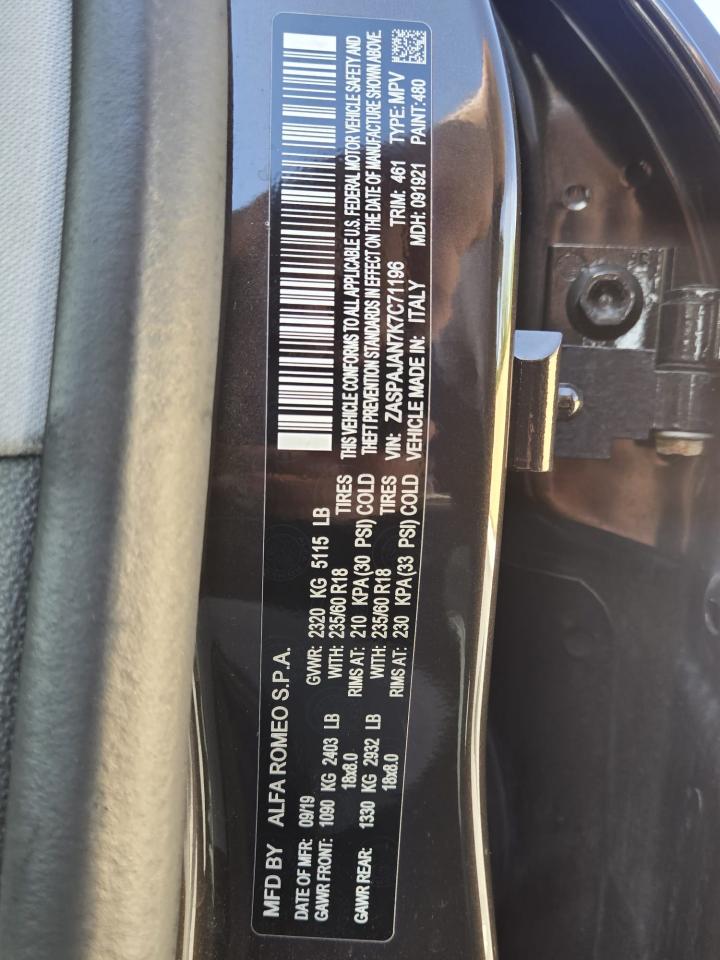 MFD BY ALFA ROMEO S.P.A.
DATE OF MFR: 09/19 GVWR: 2320 KG 5115 LB
GAWR FRONT: 1090 KG 2403 LB WITH: 235/60 R18 TIRES
18x8.0 RIMS AT: 210 KPA(30 PSI) COLD
GAWR REAR: 1330 KG 2932 LB WITH: 235/60 R18 TIRES
18x8.0 RIMS AT: 230 KPA(33 PSI) COLD
THIS VEHICLE CONFORMS TO ALL APPLICABLE U.S. FEDERAL MOTOR VEHICLE SAFETY AND
THEFT PREVENTION STANDARDS IN EFFECT ON THE DATE OF MANUFACTURE SHOWN ABOVE.
VIN: ZASPAJAN7K7C71196 TRIM: 461 TYPE: MPV
VEHICLE MADE IN: ITALY MDH: 091921 PAINT:480